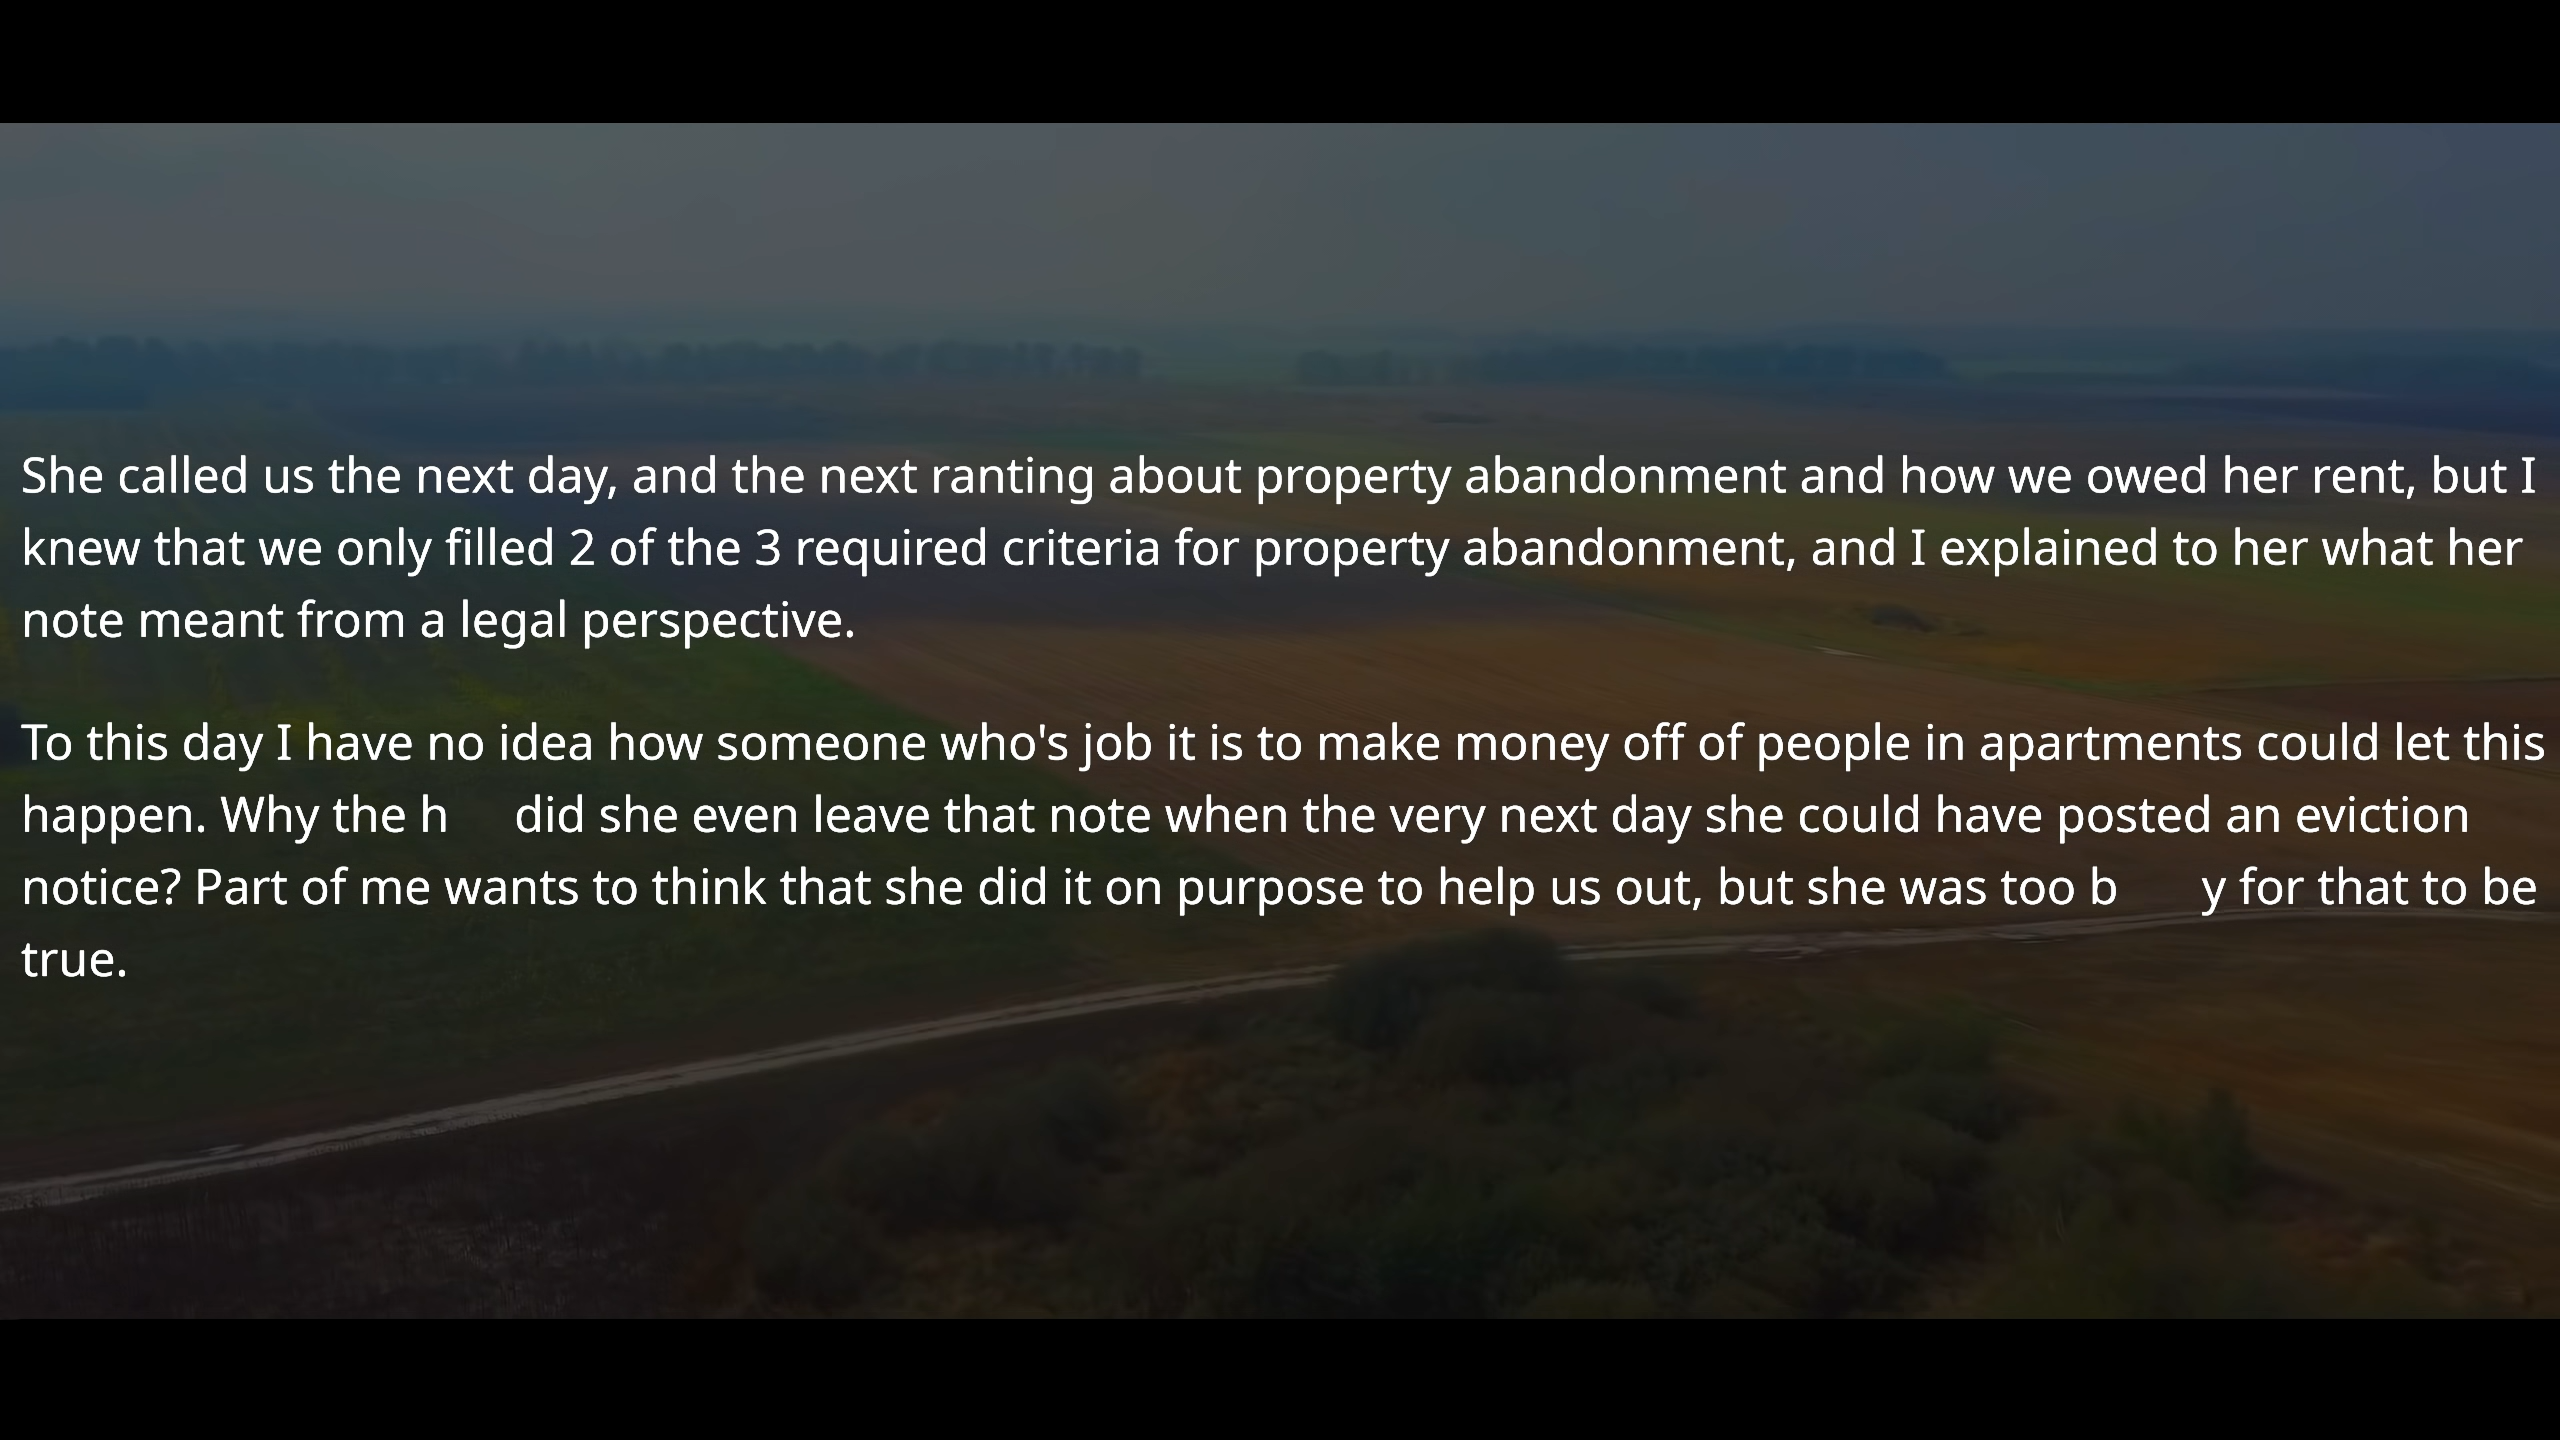 She called us the next day, and the next ranting about property abandonment and how we owed her rent, but I
knew that we only filled 2 of the 3 required criteria for property abandonment, and I explained to her what her
note meant from a legal perspective.
To this day I have no idea how someone who's job it is to make money off of people in apartments could let this
happen. Why the h did she even leave that note when the very next day she could have posted an eviction
notice? Part of me wants to think that she did it on purpose to help us out, but she was too b y for that to be
true.